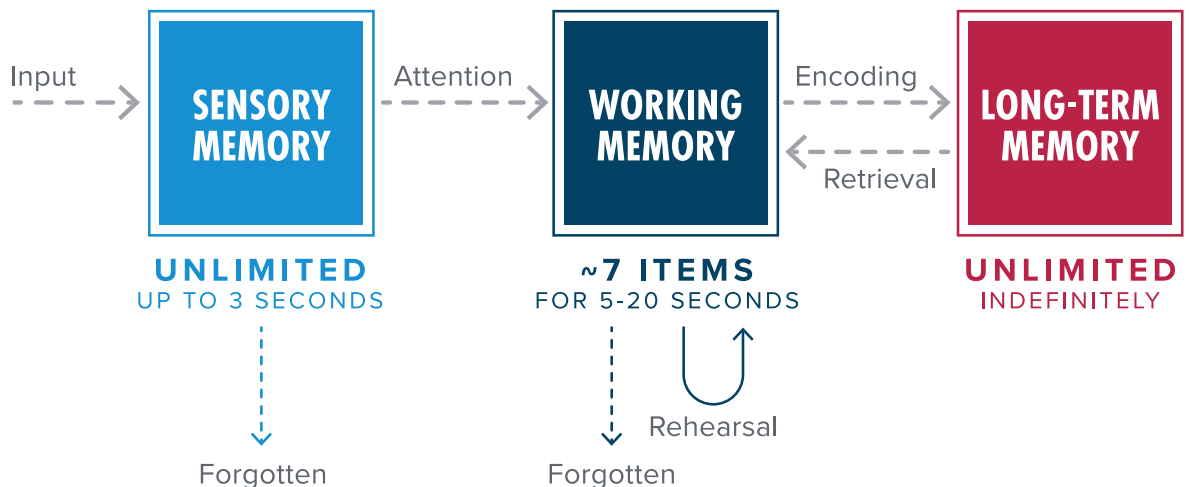 Input
SENSORY
MEMORY
Attention
WORKING
MEMORY
Encoding
Retrieval
LONG-TERM
MEMORY
UNLIMITED
UP TO 3 SECONDS
~7 ITEMS
FOR 5-20 SECONDS
UNLIMITED
INDEFINITELY
Rehearsal
Forgotten
Forgotten